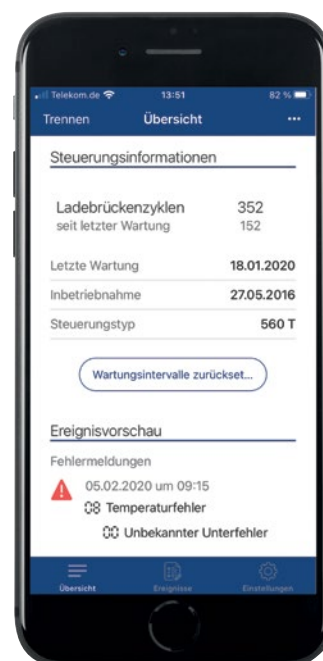 Telekom.de 13:51 82 %
Trennen Übersicht ...
Steuerungsinformationen
Ladebrückenzyklen 352
seit letzter Wartung 152
Letzte Wartung 18.01.2020
Inbetriebnahme 27.05.2016
Steuerungstyp 560 T
Wartungsintervalle zurückset...
Ereignisvorschau
Fehlermeldungen
05.02.2020 um 09:15
08 Temperaturfehler
00 Unbekannter Unterfehler
Übersicht Ereignisse Einstellungen